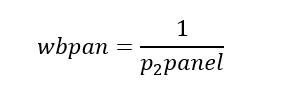 wbpan = 1 / p₂panel